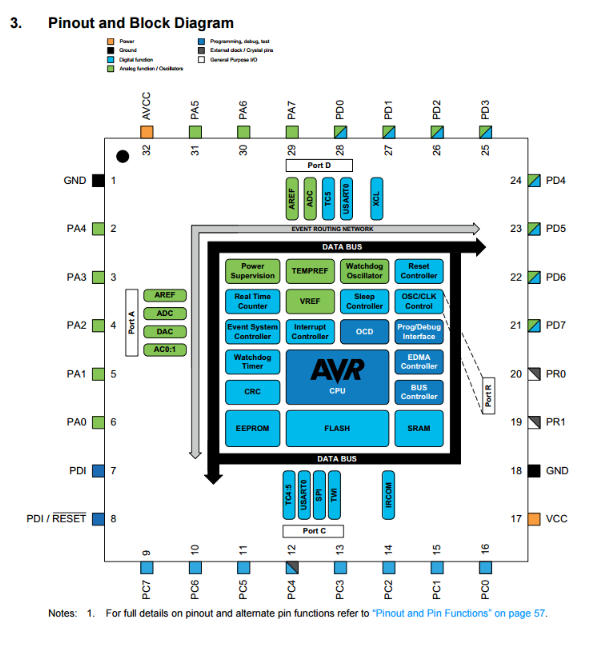 3. Pinout and Block Diagram
Power
Ground
Digital function
Analog function / Oscillators
Programming, debug, test
External clock / Crystal pins
General Purpose I/O
AVCC
PA5
PA6
PA7
PD0
PD1
PD2
PD3
32
31
30
29
28
27
26
25
Port D
GND 1
PA4 2
PA3 3
PA2 4
PA1 5
PA0 6
PDI 7
PDI / RESET 8
24 PD4
23 PD5
22 PD6
21 PD7
20 PR0
19 PR1
18 GND
17 VCC
AREF
ADC
TC5
USART0
XCL
EVENT ROUTING NETWORK
DATA BUS
Power
Supervision
TEMPREF
Watchdog
Oscillator
Reset
Controller
Real Time
Counter
VREF
Sleep
Controller
OSC/CLK
Control
Event System
Controller
Interrupt
Controller
OCD
Prog/Debug
Interface
Watchdog
Timer
AVR
CPU
EDMA
Controller
CRC
BUS
Controller
EEPROM
FLASH
SRAM
DATA BUS
Port A
AREF
ADC
DAC
AC0:1
Port R
TC4:5
USART0
SPI
TWI
IRCOM
Port C
9
10
11
12
13
14
15
16
PC7
PC6
PC5
PC4
PC3
PC2
PC1
PC0
Notes: 1. For full details on pinout and alternate pin functions refer to “Pinout and Pin Functions” on page 57.